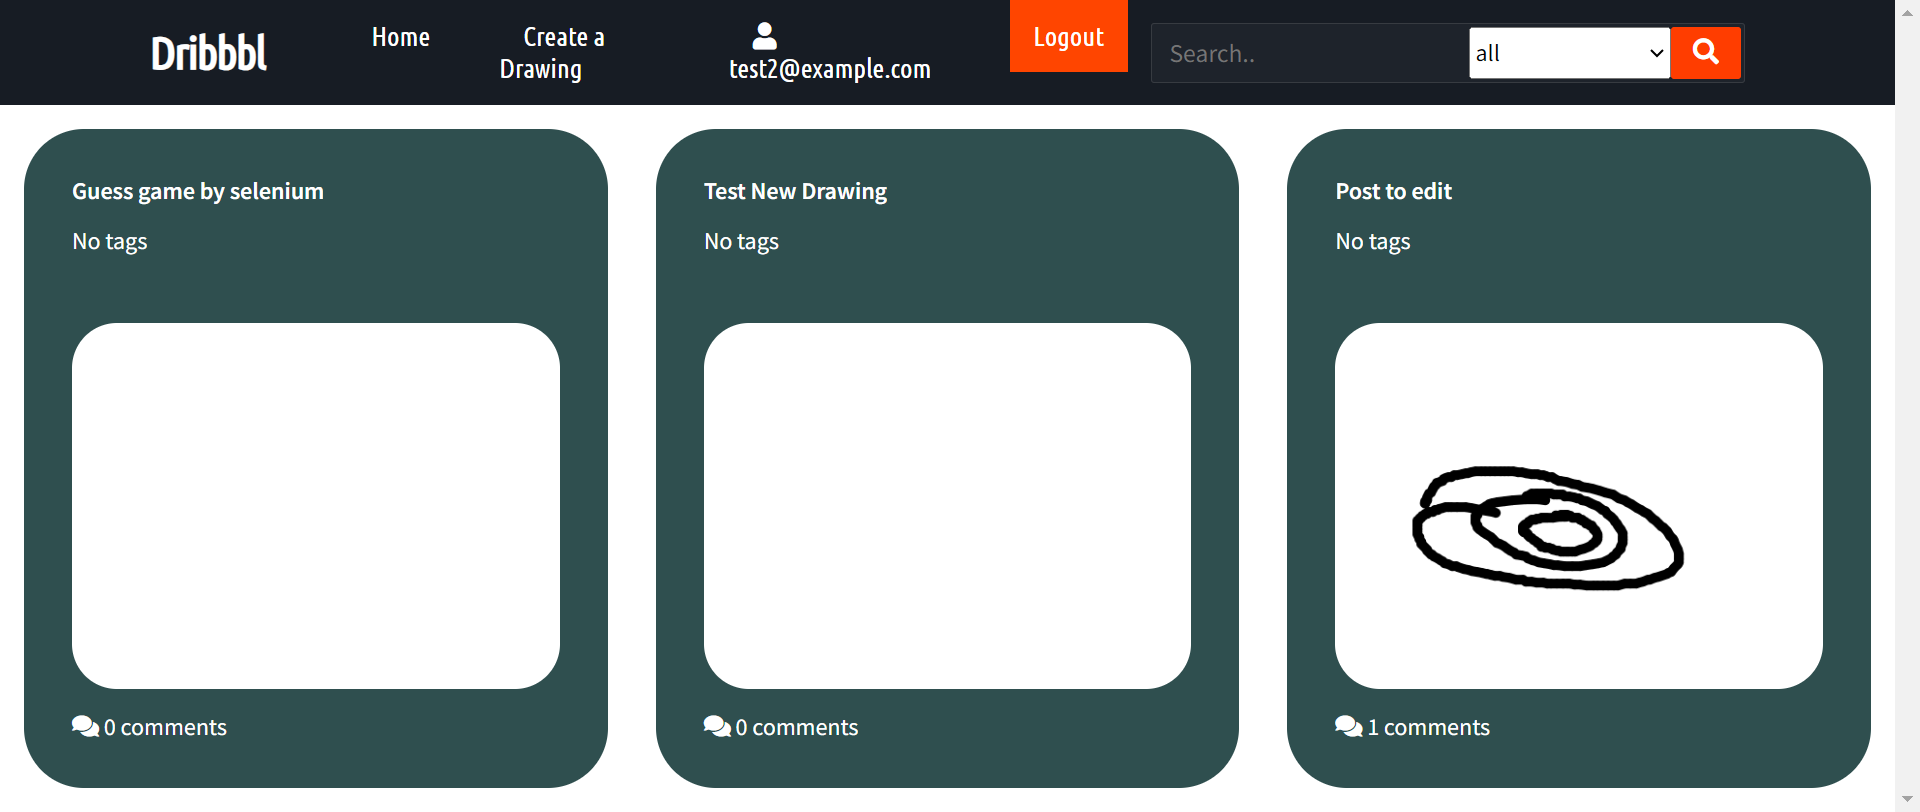 Dribbbl
Home
Create a
Drawing
test2@example.com
Logout
Search..
all
Guess game by selenium
No tags
0 comments
Test New Drawing
No tags
0 comments
Post to edit
No tags
1 comments